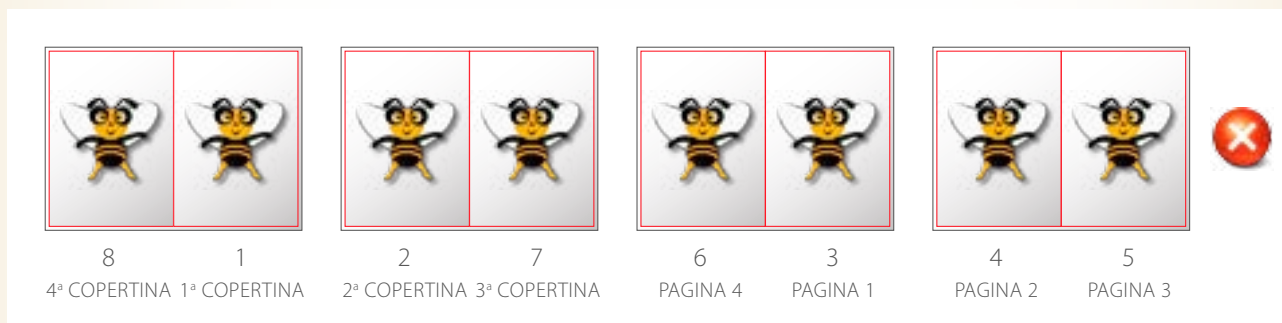 8 1 2 7 6 3 4 5
4ª COPERTINA 1ª COPERTINA 2ª COPERTINA 3ª COPERTINA PAGINA 4 PAGINA 1 PAGINA 2 PAGINA 3